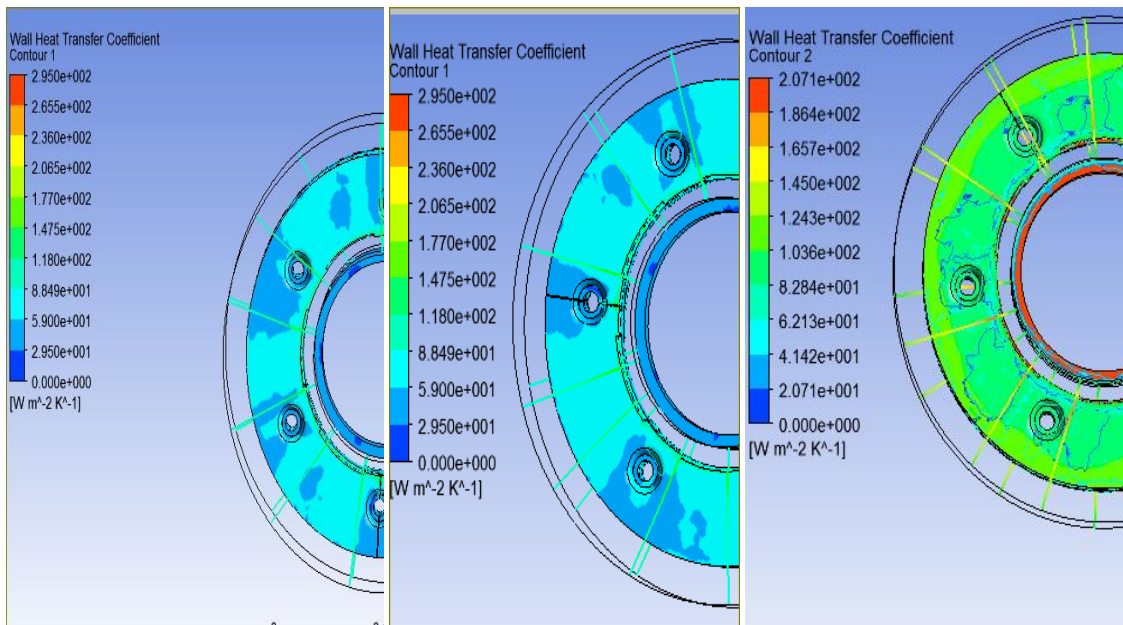 Wall Heat Transfer Coefficient
Contour 1
2.950e+002
2.655e+002
2.360e+002
2.065e+002
1.770e+002
1.475e+002
1.180e+002
8.849e+001
5.900e+001
2.950e+001
0.000e+000
[W m^-2 K^-1]
Wall Heat Transfer Coefficient
Contour 1
2.950e+002
2.655e+002
2.360e+002
2.065e+002
1.770e+002
1.475e+002
1.180e+002
8.849e+001
5.900e+001
2.950e+001
0.000e+000
[W m^-2 K^-1]
Wall Heat Transfer Coefficient
Contour 2
2.071e+002
1.864e+002
1.657e+002
1.450e+002
1.243e+002
1.036e+002
8.284e+001
6.213e+001
4.142e+001
2.071e+001
0.000e+000
[W m^-2 K^-1]